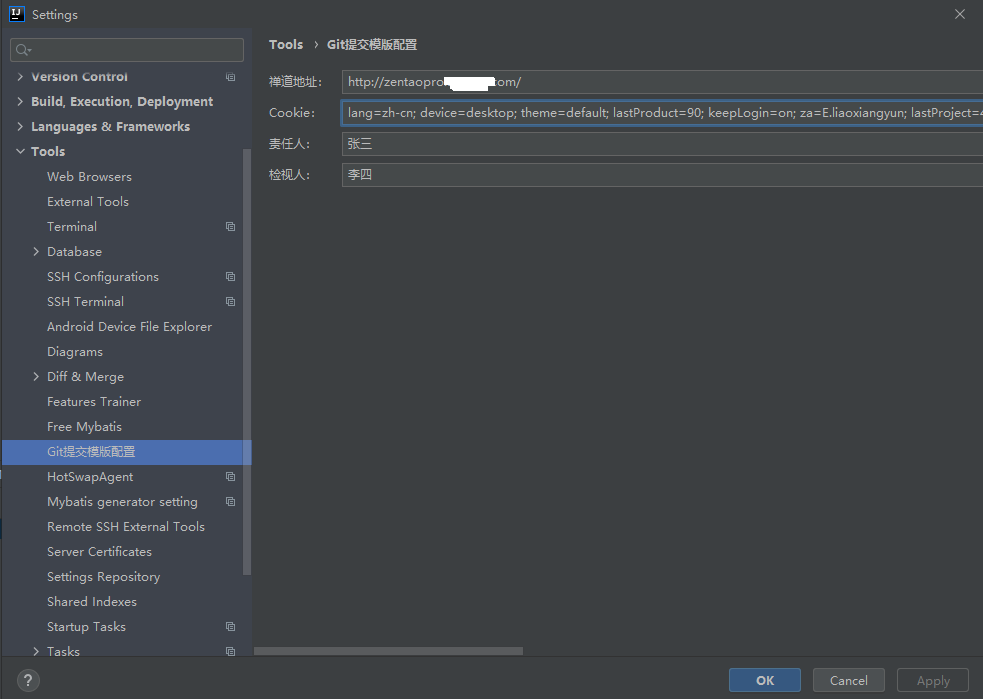 Settings
Version Control
Build, Execution, Deployment
Languages & Frameworks
Tools
Web Browsers
External Tools
Terminal
Database
SSH Configurations
SSH Terminal
Android Device File Explorer
Diagrams
Diff & Merge
Features Trainer
Free Mybatis
Git提交模版配置
HotSwapAgent
Mybatis generator setting
Remote SSH External Tools
Server Certificates
Settings Repository
Shared Indexes
Startup Tasks
Tasks
Tools › Git提交模版配置
禅道地址: http://zentaopro com/
Cookie: lang=zh-cn; device=desktop; theme=default; lastProduct=90; keepLogin=on; za=E.liaoxiangyun; lastProject=
责任人: 张三
检视人: 李四
? OK Cancel Apply